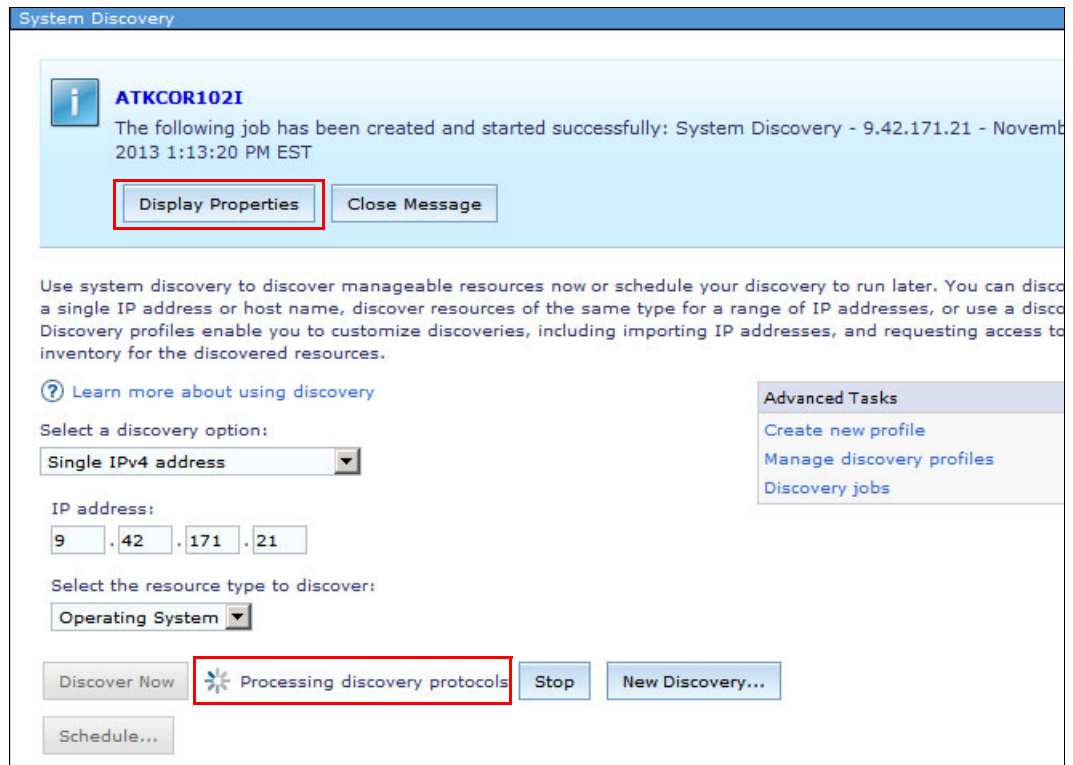 System Discovery
ATKCOR102I
The following job has been created and started successfully: System Discovery - 9.42.171.21 -
2013 1:13:20 PM EST
Display Properties
Close Message
Use system discovery to discover manageable resources now or schedule your discovery to run later. You can
a single IP address or host name, discover resources of the same type for a range of IP addresses, or use a
Discovery profiles enable you to customize discoveries, including importing IP addresses, and requesting access to
inventory for the discovered resources.
Learn more about using discovery
Advanced Tasks
Create new profile
Manage discovery profiles
Discovery jobs
Select a discovery option:
Single IPv4 address
IP address:
9 . 42 . 171 . 21
Select the resource type to discover:
Operating System
Discover Now
Processing discovery protocols
Stop
New Discovery...
Schedule...